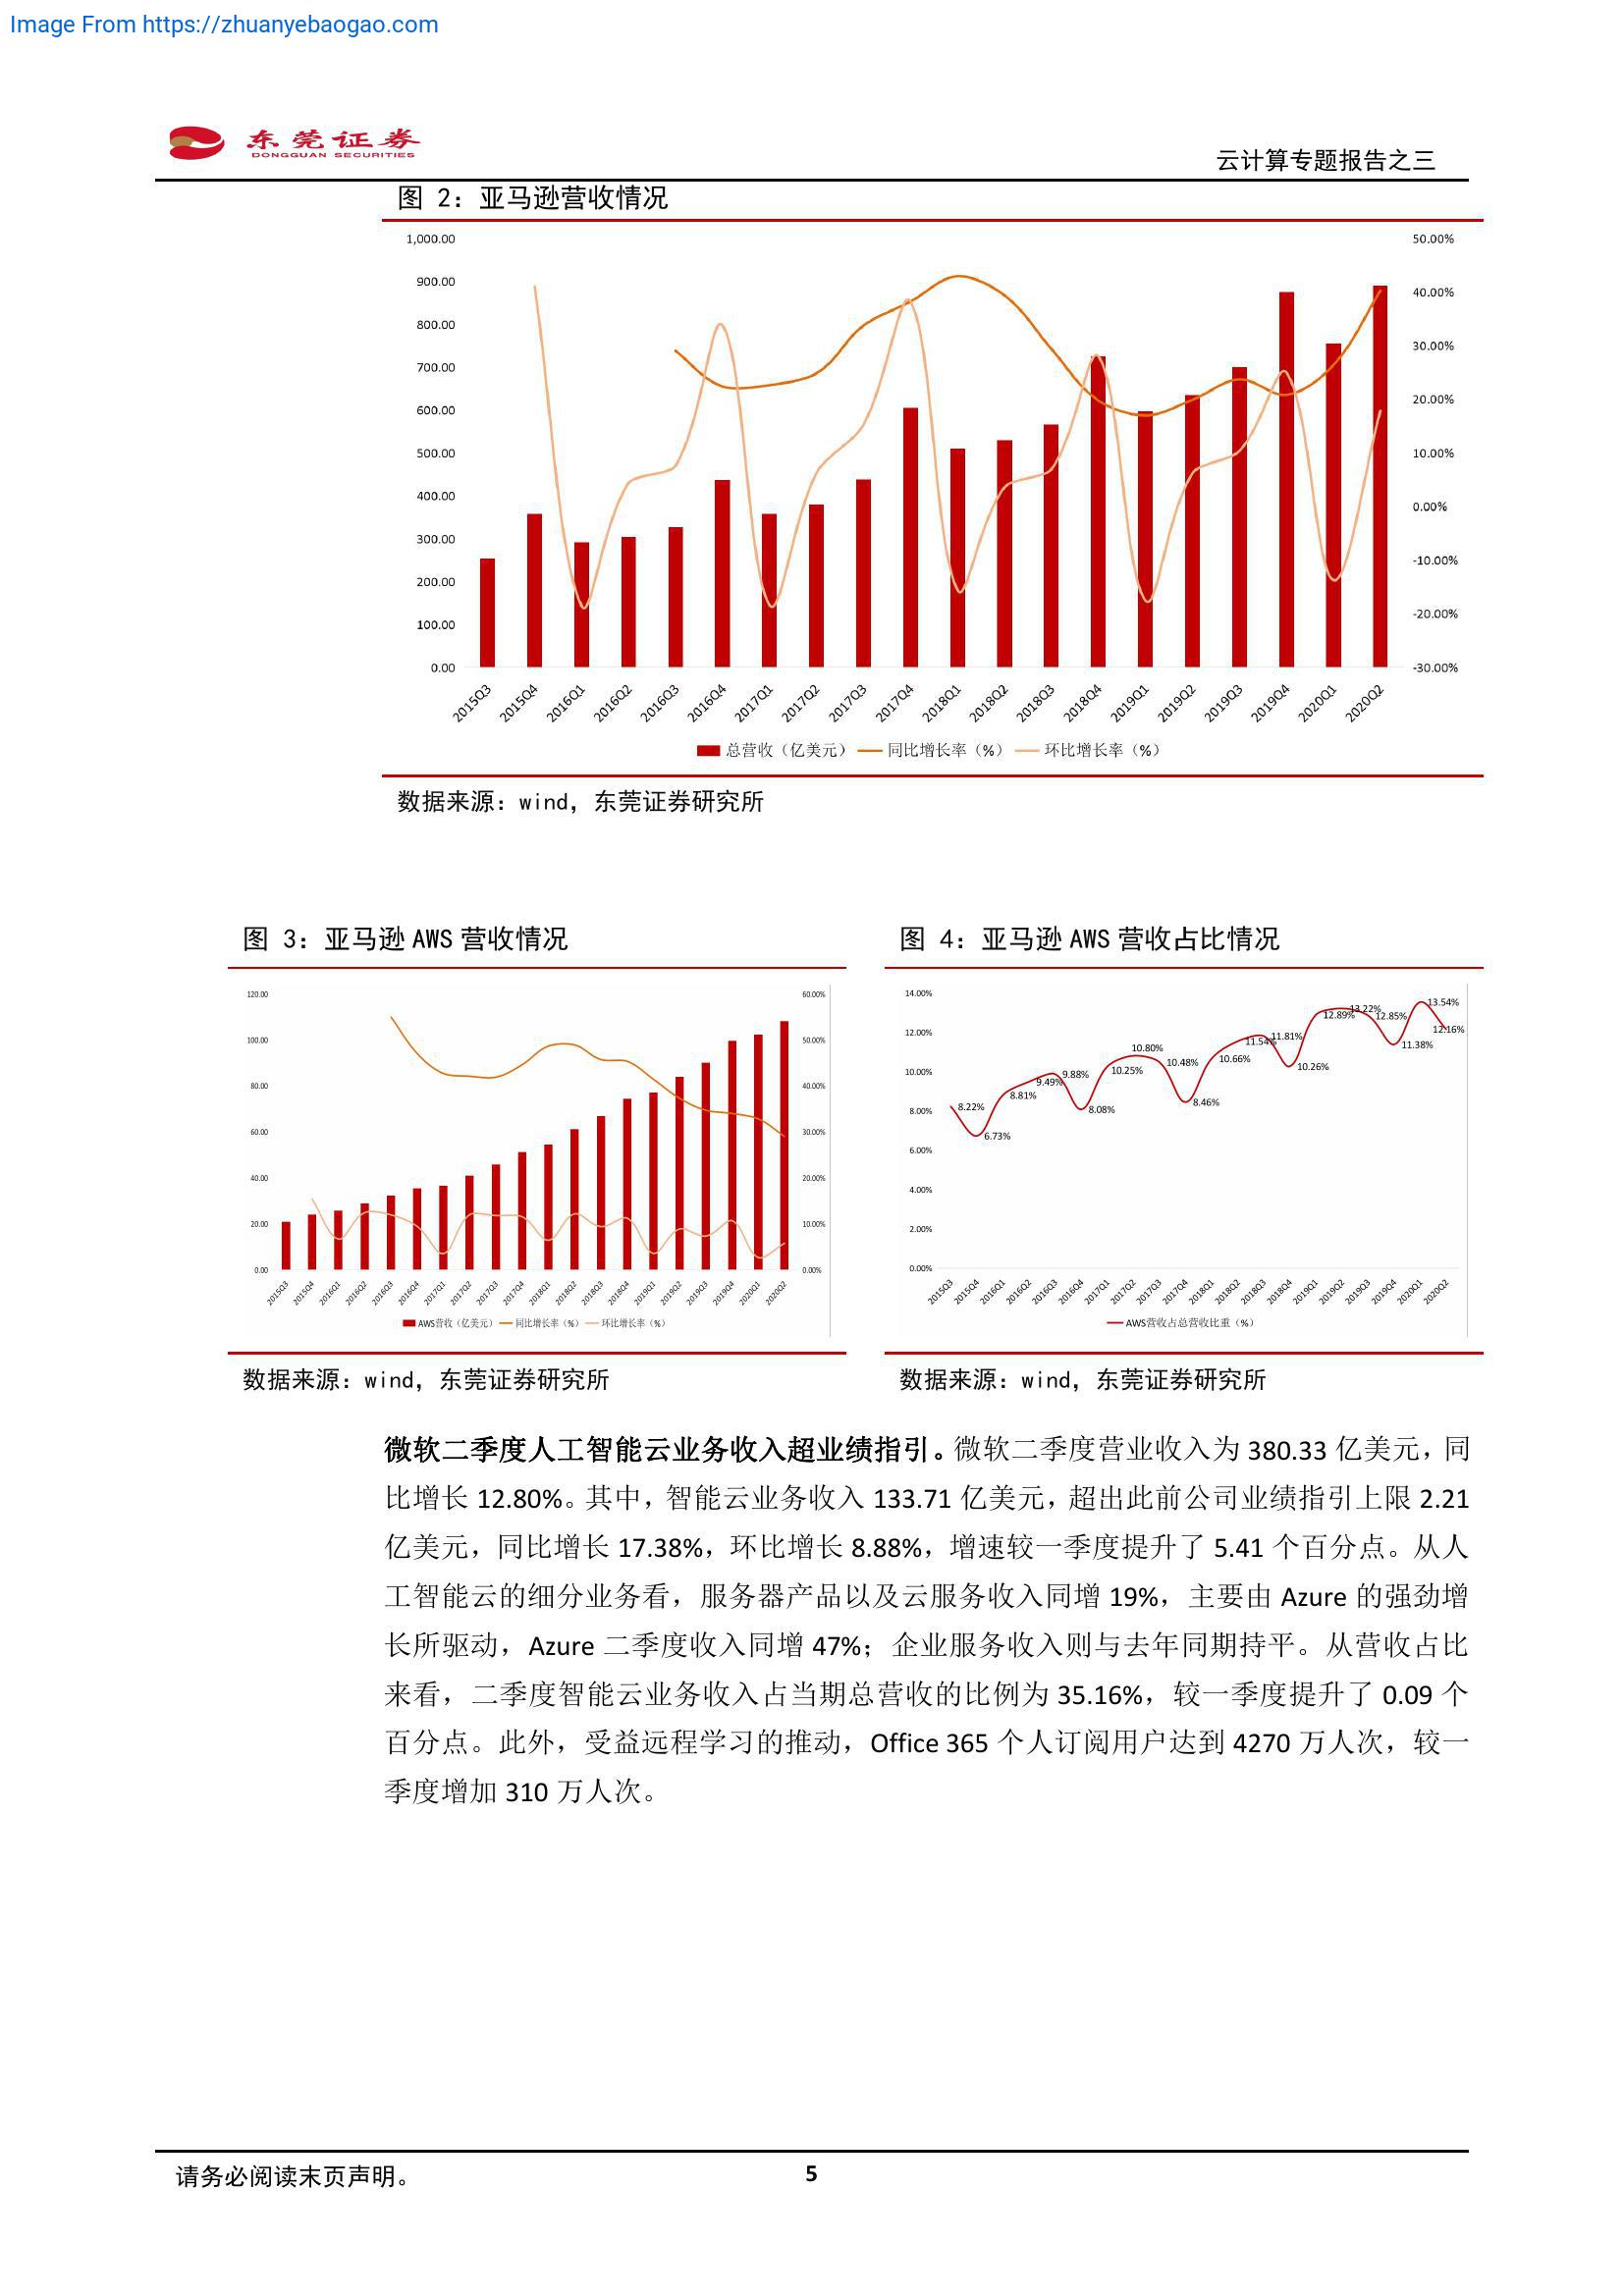 Image From https://zhuanyebaogao.com
东莞证券
DONGGUAN SECURITIES
云计算专题报告之三
图 2：亚马逊营收情况
1,000.00
900.00
800.00
700.00
600.00
500.00
400.00
300.00
200.00
100.00
0.00
50.00%
40.00%
30.00%
20.00%
10.00%
0.00%
-10.00%
-20.00%
-30.00%
2015Q3 2015Q4 2016Q1 2016Q2 2016Q3 2016Q4 2017Q1 2017Q2 2017Q3 2017Q4 2018Q1 2018Q2 2018Q3 2018Q4 2019Q1 2019Q2 2019Q3 2019Q4 2020Q1 2020Q2
总营收（亿美元） 同比增长率（%） 环比增长率（%）
数据来源：wind，东莞证券研究所
图 3：亚马逊 AWS 营收情况
120.00
100.00
80.00
60.00
40.00
20.00
0.00
60.00%
50.00%
40.00%
30.00%
20.00%
10.00%
0.00%
2015Q3 2015Q4 2016Q1 2016Q2 2016Q3 2016Q4 2017Q1 2017Q2 2017Q3 2017Q4 2018Q1 2018Q2 2018Q3 2018Q4 2019Q1 2019Q2 2019Q3 2019Q4 2020Q1 2020Q2
AWS营收（亿美元） 同比增长率（%） 环比增长率（%）
数据来源：wind，东莞证券研究所
图 4：亚马逊 AWS 营收占比情况
14.00%
12.00%
10.00%
8.00%
6.00%
4.00%
2.00%
0.00%
8.22%
6.73%
8.81%
9.49%
9.88%
8.08%
10.25%
10.80%
10.48%
8.46%
10.66%
11.54%
11.81%
10.26%
12.89%
13.22%
12.85%
11.38%
13.54%
12.16%
2015Q3 2015Q4 2016Q1 2016Q2 2016Q3 2016Q4 2017Q1 2017Q2 2017Q3 2017Q4 2018Q1 2018Q2 2018Q3 2018Q4 2019Q1 2019Q2 2019Q3 2019Q4 2020Q1 2020Q2
AWS营收占总营收比重（%）
数据来源：wind，东莞证券研究所
微软二季度人工智能云业务收入超业绩指引。微软二季度营业收入为 380.33 亿美元，同
比增长 12.80%。其中，智能云业务收入 133.71 亿美元，超出此前公司业绩指引上限 2.21
亿美元，同比增长 17.38%，环比增长 8.88%，增速较一季度提升了 5.41 个百分点。从人
工智能云的细分业务看，服务器产品以及云服务收入同增 19%，主要由 Azure 的强劲增
长所驱动，Azure 二季度收入同增 47%；企业服务收入则与去年同期持平。从营收占比
来看，二季度智能云业务收入占当期总营收的比例为 35.16%，较一季度提升了 0.09 个
百分点。此外，受益远程学习的推动，Office 365 个人订阅用户达到 4270 万人次，较一
季度增加 310 万人次。
请务必阅读末页声明。
5